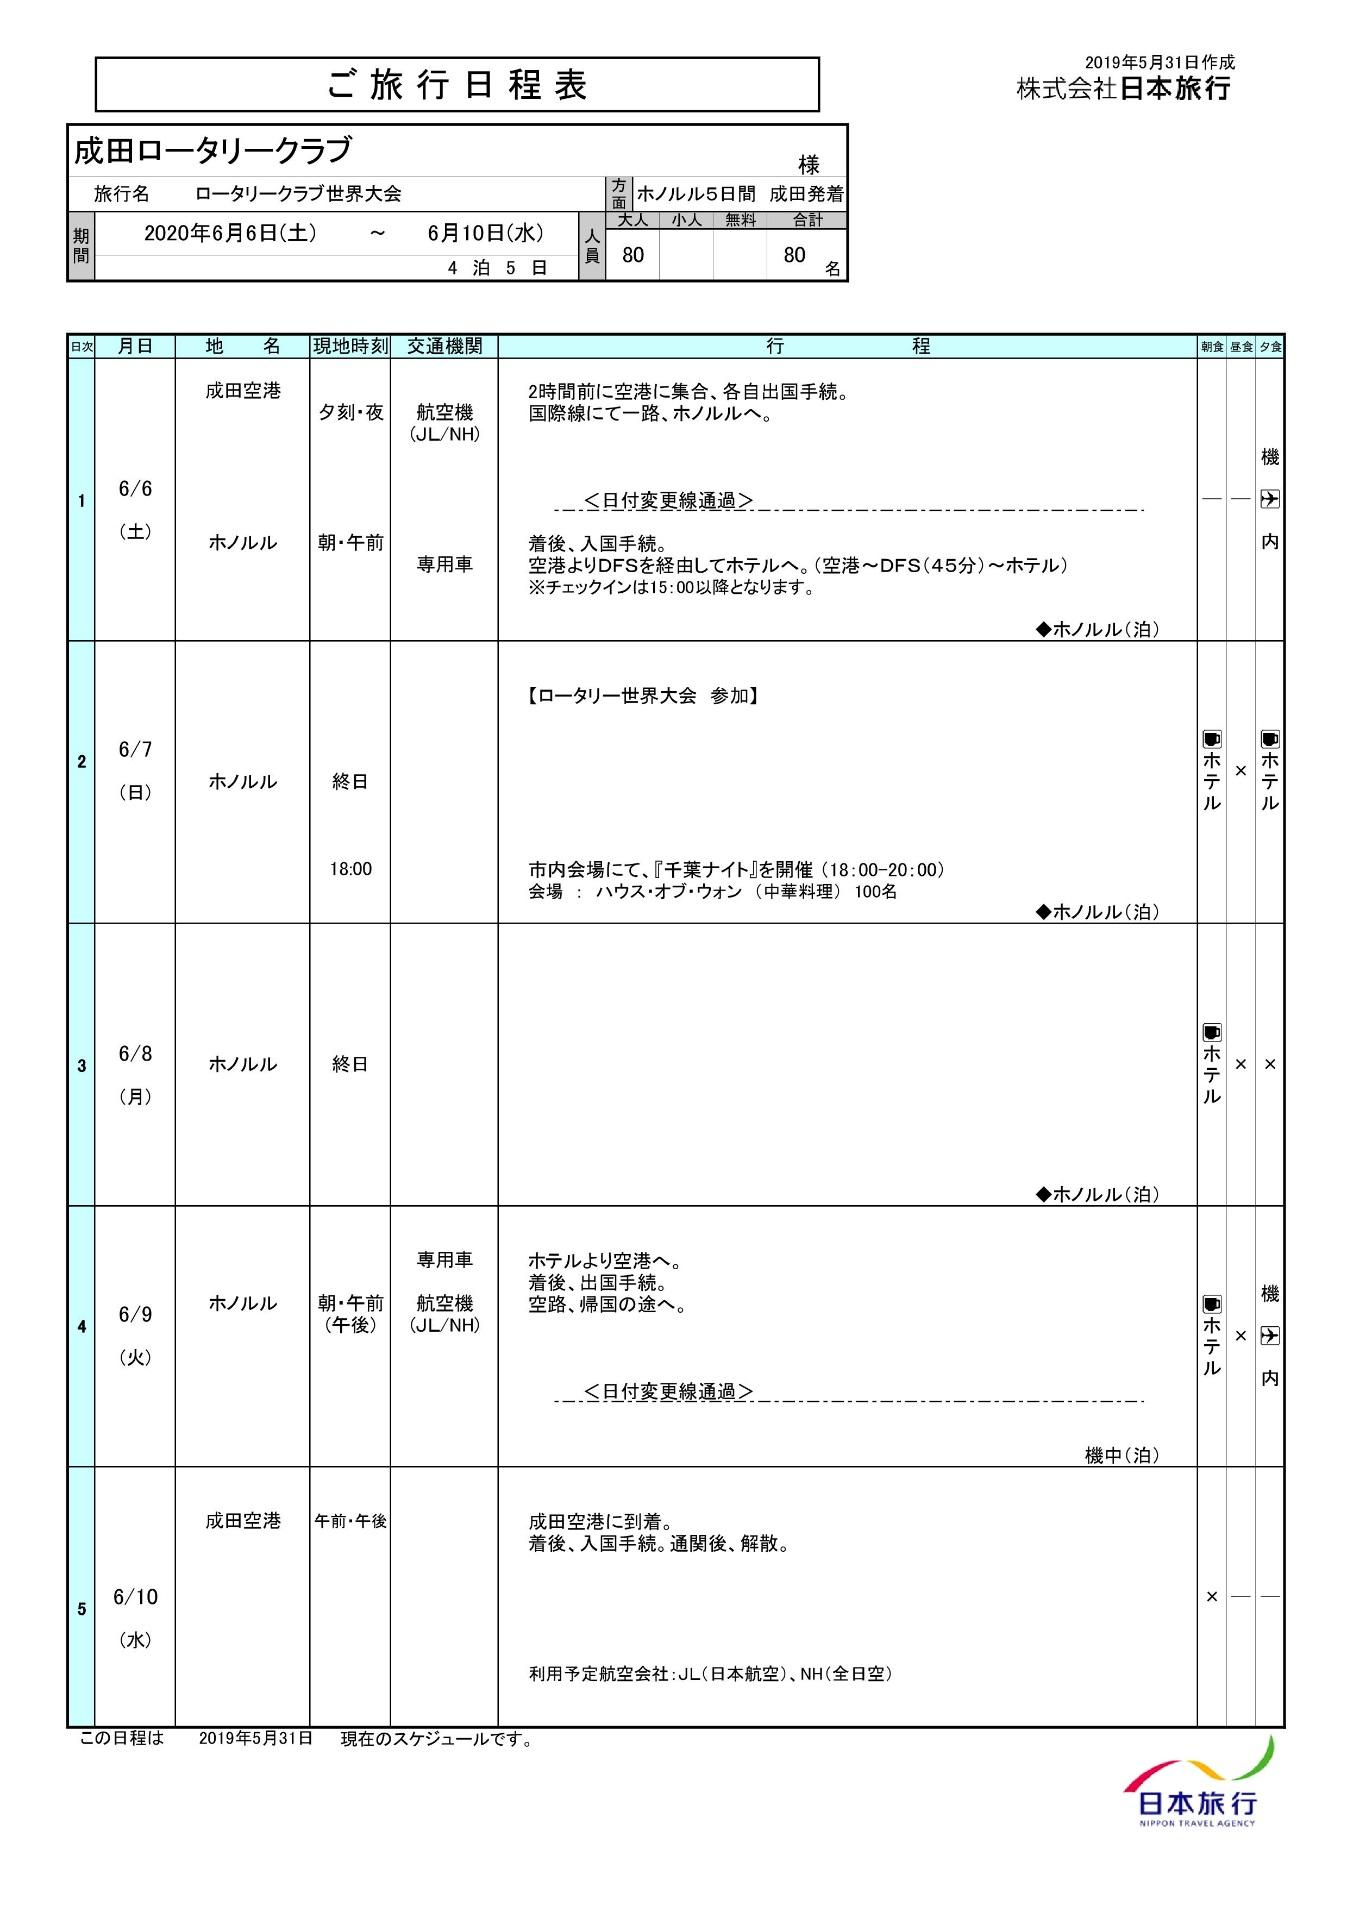 2019年5月31日作成
ご旅行日程表
株式会社日本旅行
成田ロータリークラブ
様
旅行名 ロータリークラブ世界大会 方面 ホノルル5日間 成田発着
期間 2020年6月6日(土) ～ 6月10日(水) 人員 大人 小人 無料 合計
80 80 名
4 泊 5 日
日次 月日 地 名 現地時刻 交通機関 行 程 朝食 昼食 夕食
成田空港 2時間前に空港に集合、各自出国手続。
夕刻・夜 航空機 国際線にて一路、ホノルルへ。
(JL/NH)
1 6/6 ＜日付変更線通過＞ ― ― 機内
(土)
ホノルル 朝・午前 着後、入国手続。
専用車 空港よりDFSを経由してホテルへ。(空港～DFS(45分)～ホテル)
※チェックインは15:00以降となります。
◆ホノルル(泊)
【ロータリー世界大会 参加】
2 6/7 ホテル × ホテル
(日) ホノルル 終日
18:00 市内会場にて、『千葉ナイト』を開催 (18:00-20:00)
会場 : ハウス・オブ・ウォン (中華料理) 100名
◆ホノルル(泊)
3 6/8 ホノルル 終日 ホテル × ×
(月)
◆ホノルル(泊)
専用車 ホテルより空港へ。
着後、出国手続。
ホノルル 朝・午前 航空機 空路、帰国の途へ。
4 6/9 (午後) (JL/NH) ホテル × 機内
(火)
＜日付変更線通過＞
機中(泊)
成田空港 午前・午後 成田空港に到着。
着後、入国手続。通関後、解散。
5 6/10 × ― ―
(水)
利用予定航空会社:JL(日本航空)、NH(全日空)
この日程は 2019年5月31日 現在のスケジュールです。
日本旅行
NIPPON TRAVEL AGENCY